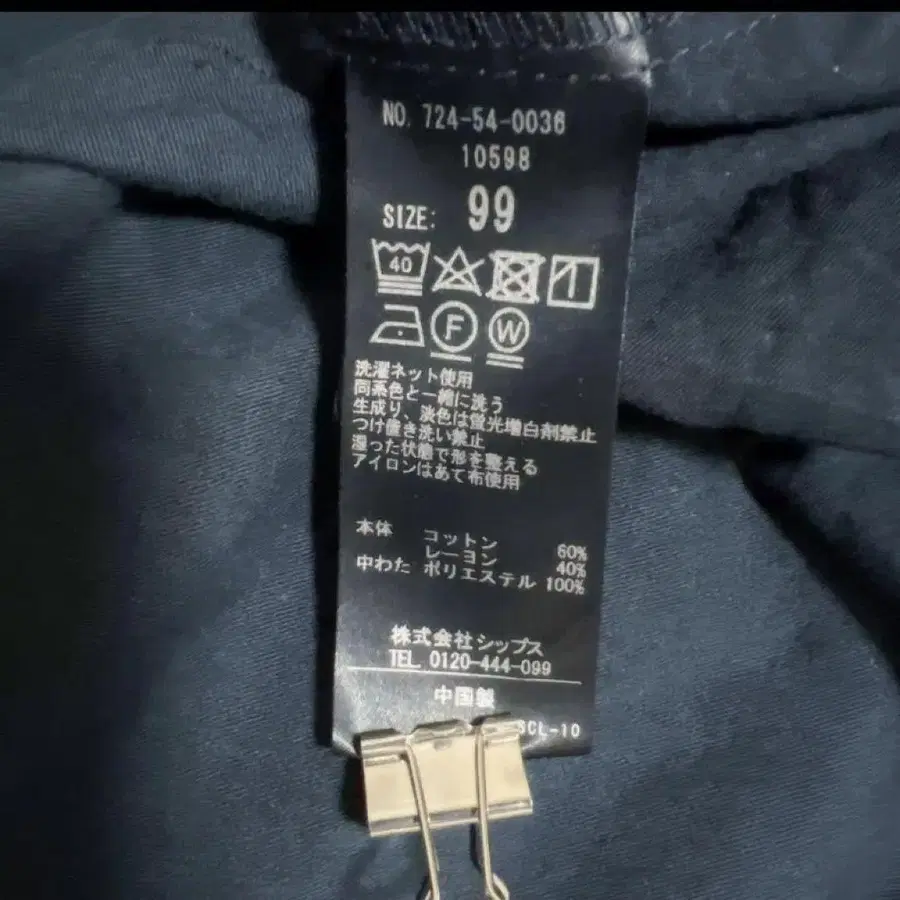 NO. 724-54-0036
10598
SIZE: 99
40
F W
洗濯ネット使用
同系色と一緒に洗う
生成り、淡色は蛍光増白剤禁止
つけ置き洗い禁止
湿った状態で形を整える
アイロンはあて布使用
本体 コットン 60%
レーヨン 40%
中わた ポリエステル 100%
株式会社シップス
TEL 0120-444-099
中国製
SCL-10